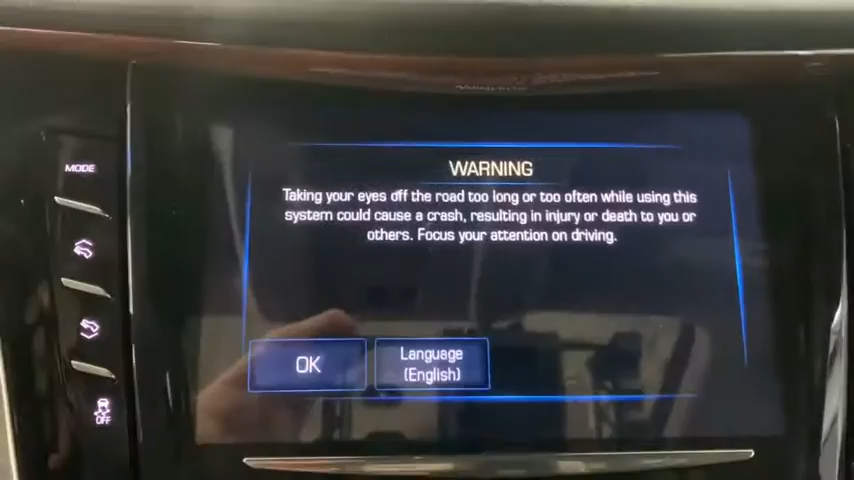 MODE
WARNING
Taking your eyes off the road too long or too often while using this
system could cause a crash, resulting in injury or death, to you or
others. Focus your attention on driving.
OK
Language
(English)
OFF